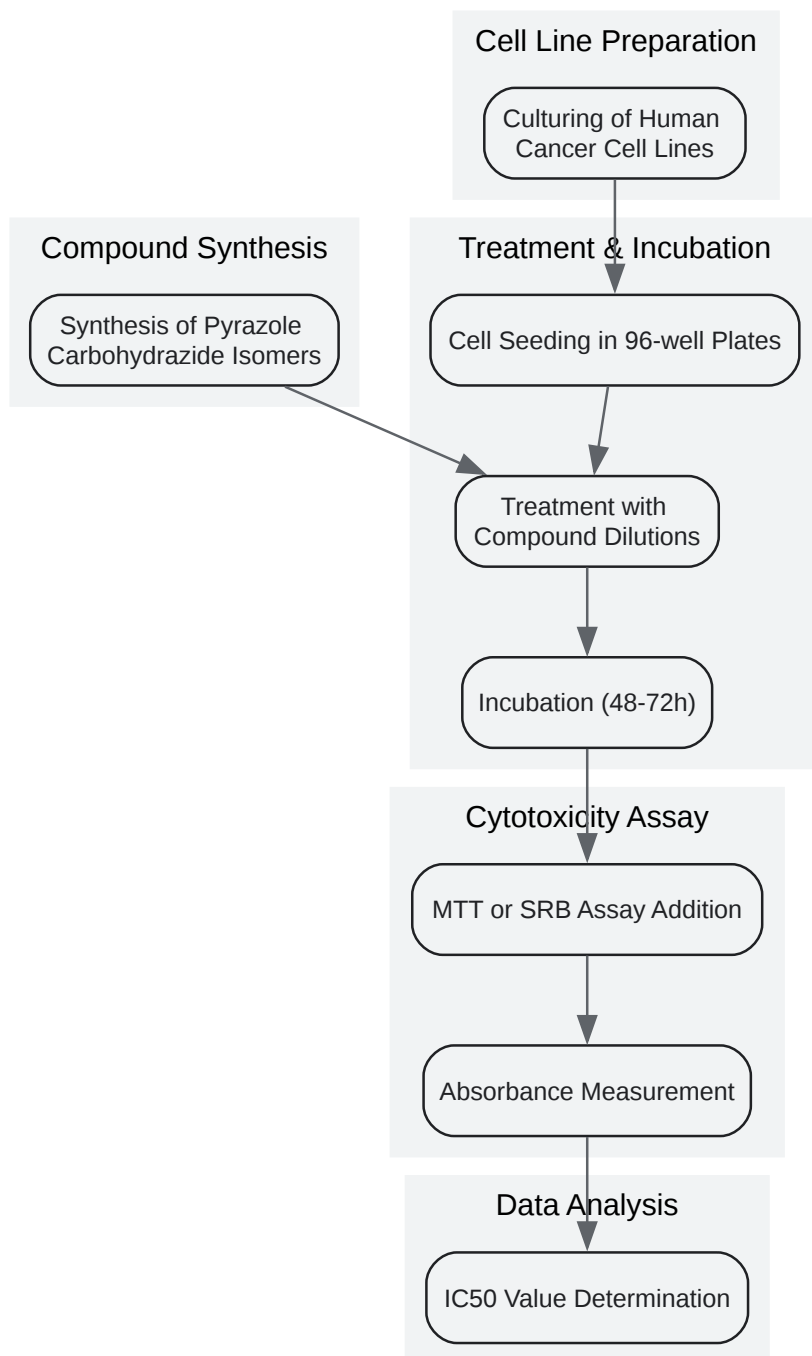 Cell Line Preparation
Culturing of Human
Cancer Cell Lines
Compound Synthesis
Synthesis of Pyrazole
Carbohydrazide Isomers
Treatment & Incubation
Cell Seeding in 96-well Plates
Treatment with
Compound Dilutions
Incubation (48-72h)
Cytotoxicity Assay
MTT or SRB Assay Addition
Absorbance Measurement
Data Analysis
IC50 Value Determination